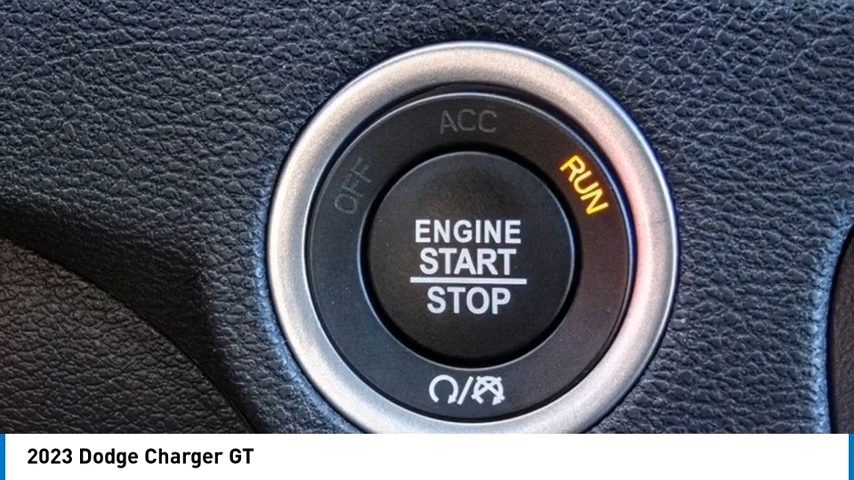 ACC
OFF
RUN
ENGINE
START
STOP
2023 Dodge Charger GT